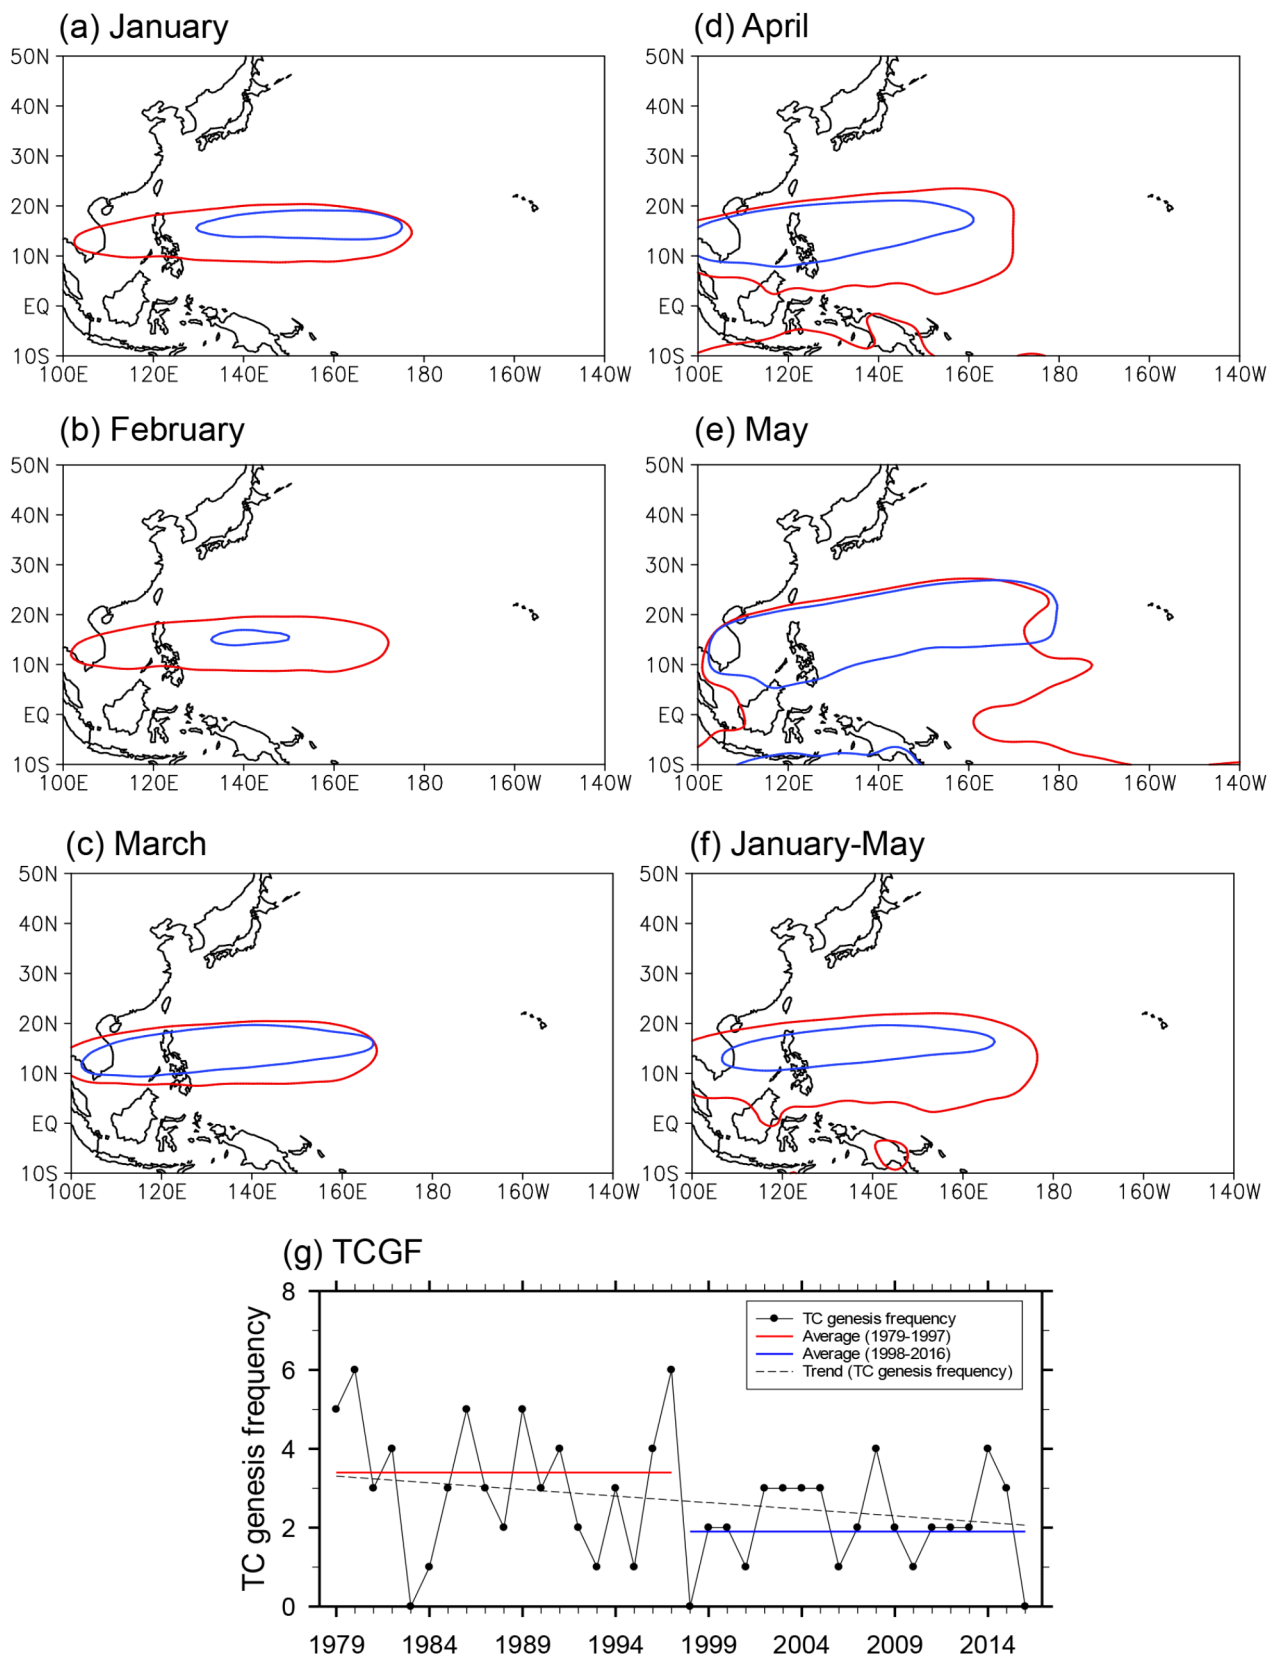 (a) January
50N
40N
30N
20N
10N
EQ
10S
100E 120E 140E 160E 180 160W 140W
(d) April
50N
40N
30N
20N
10N
EQ
10S
100E 120E 140E 160E 180 160W 140W
(b) February
50N
40N
30N
20N
10N
EQ
10S
100E 120E 140E 160E 180 160W 140W
(e) May
50N
40N
30N
20N
10N
EQ
10S
100E 120E 140E 160E 180 160W 140W
(c) March
50N
40N
30N
20N
10N
EQ
10S
100E 120E 140E 160E 180 160W 140W
(f) January-May
50N
40N
30N
20N
10N
EQ
10S
100E 120E 140E 160E 180 160W 140W
(g) TCGF
TC genesis frequency
8
6
4
2
0
TC genesis frequency
Average (1979-1997)
Average (1998-2016)
Trend (TC genesis frequency)
1979 1984 1989 1994 1999 2004 2009 2014